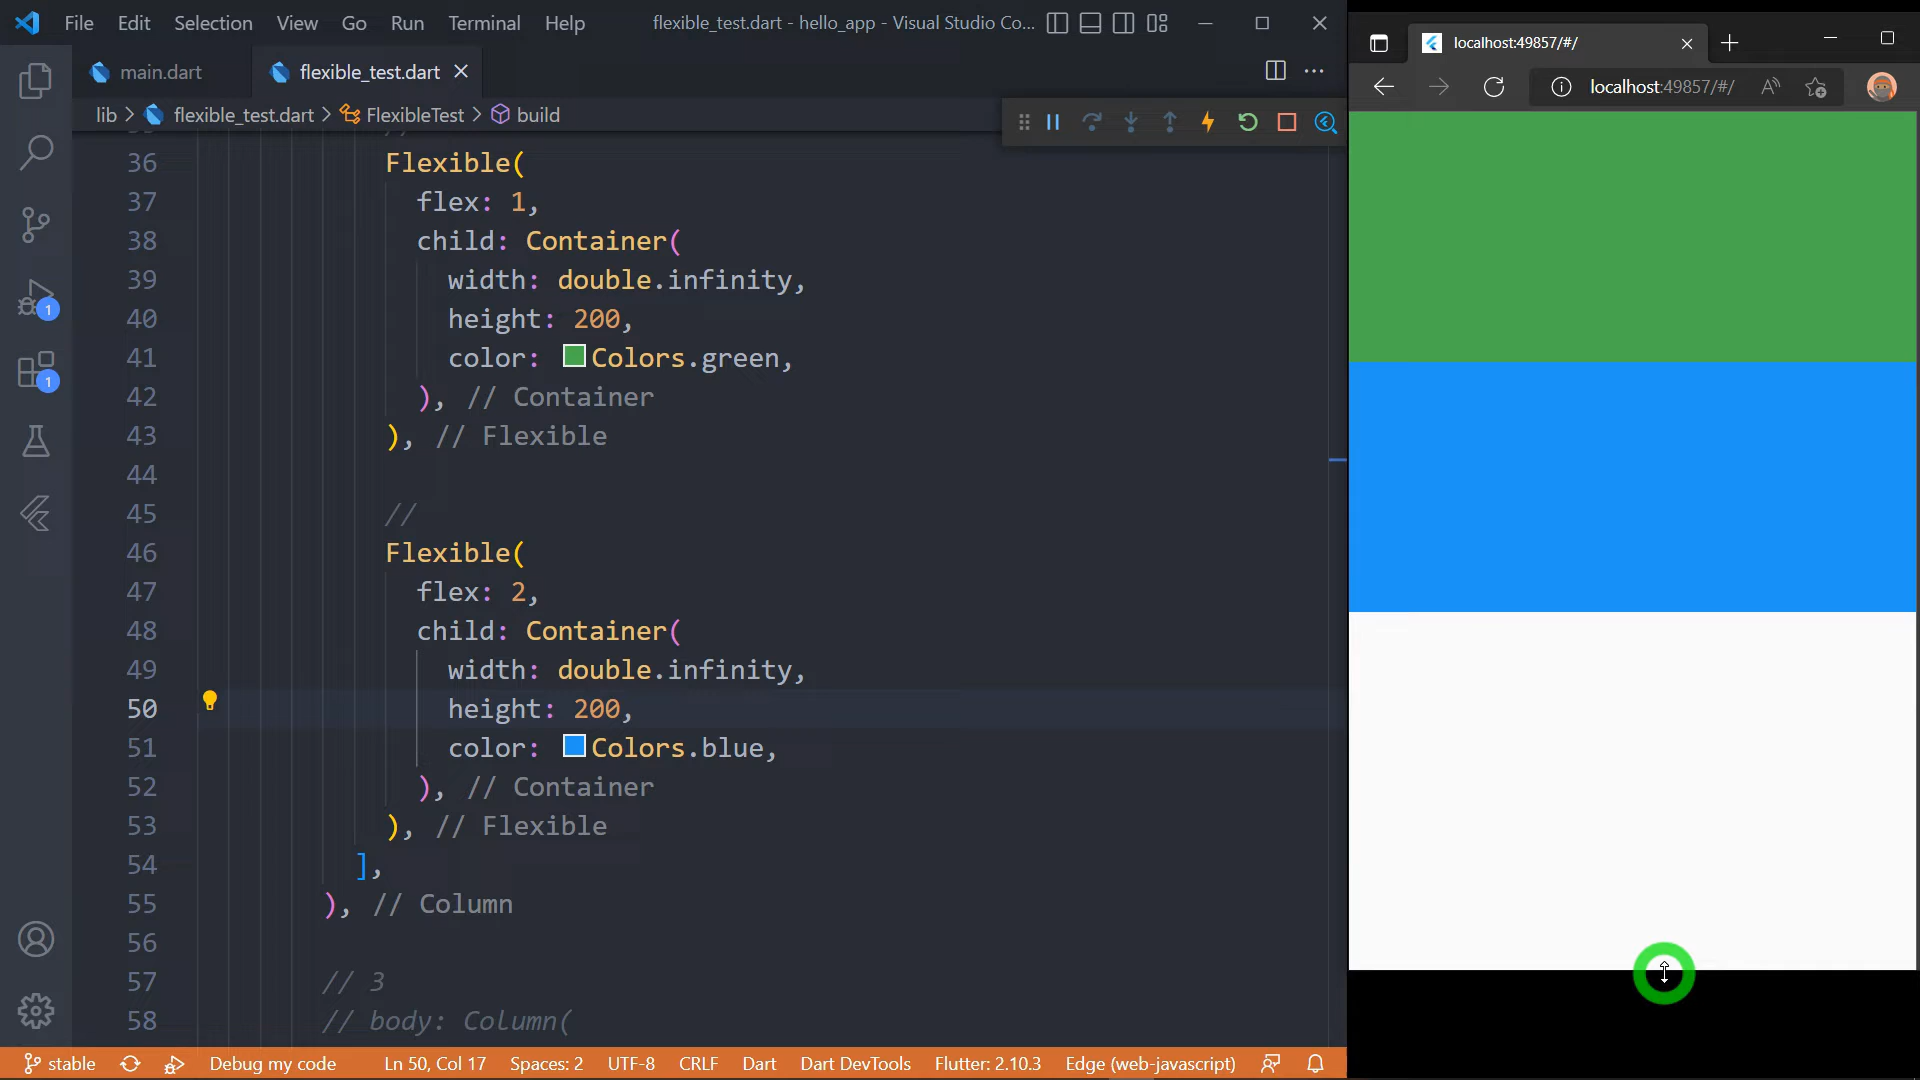 File Edit Selection View Go Run Terminal Help flexible_test.dart - hello_app - Visual Studio Co...
localhost:49857/#/
main.dart flexible_test.dart
localhost:49857/#/
lib > flexible_test.dart > FlexibleTest > build
36 Flexible(
37 flex: 1,
38 child: Container(
39 width: double.infinity,
40 height: 200,
41 color: Colors.green,
42 ), // Container
43 ), // Flexible
44
45 //
46 Flexible(
47 flex: 2,
48 child: Container(
49 width: double.infinity,
50 height: 200,
51 color: Colors.blue,
52 ), // Container
53 ), // Flexible
54 ],
55 ), // Column
56
57 // 3
58 // body: Column(
1
1
stable Debug my code Ln 50, Col 17 Spaces: 2 UTF-8 CRLF Dart Dart DevTools Flutter: 2.10.3 Edge (web-javascript)